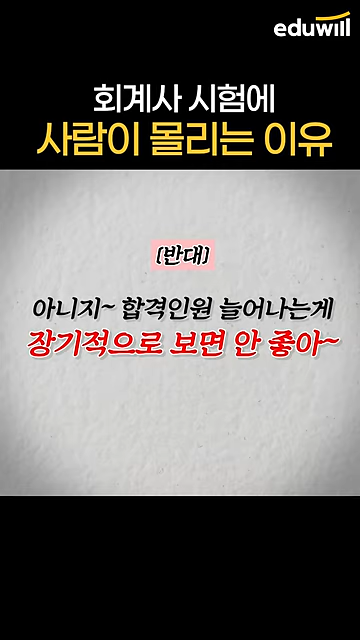 eduwill
회계사 시험에
사람이 몰리는 이유
[반대]
아니지~ 합격인원 늘어나는게
장기적으로 보면 안 좋아~